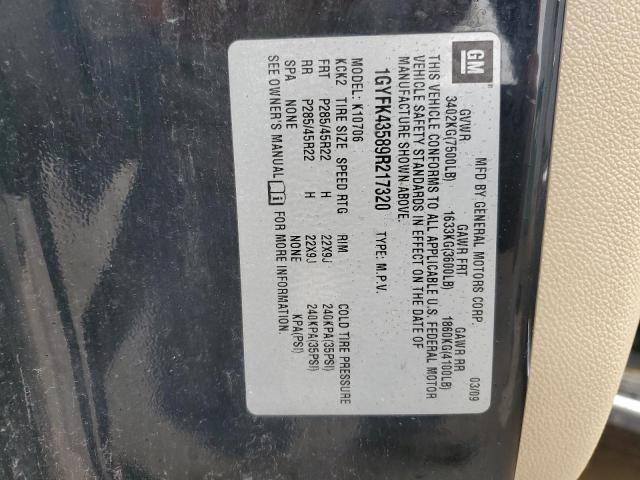 GM
MFD BY GENERAL MOTORS CORP 03/09
GVWR GAWR FRT GAWR RR
3402KG(7500LB) 1633KG(3600LB) 1860KG(4100LB)
THIS VEHICLE CONFORMS TO ALL APPLICABLE U.S. FEDERAL MOTOR
VEHICLE SAFETY STANDARDS IN EFFECT ON THE DATE OF
MANUFACTURE SHOWN ABOVE.
1GYFK43589R217320 TYPE: M.P.V.
MODEL: K10706
KCK2 TIRE SIZE SPEED RTG RIM COLD TIRE PRESSURE
FRT P285/45R22 H 22X9J 240KPA(35PSI)
RR P285/45R22 H 22X9J 240KPA(35PSI)
SPA NONE NONE KPA(PSI)
SEE OWNER'S MANUAL i FOR MORE INFORMATION.